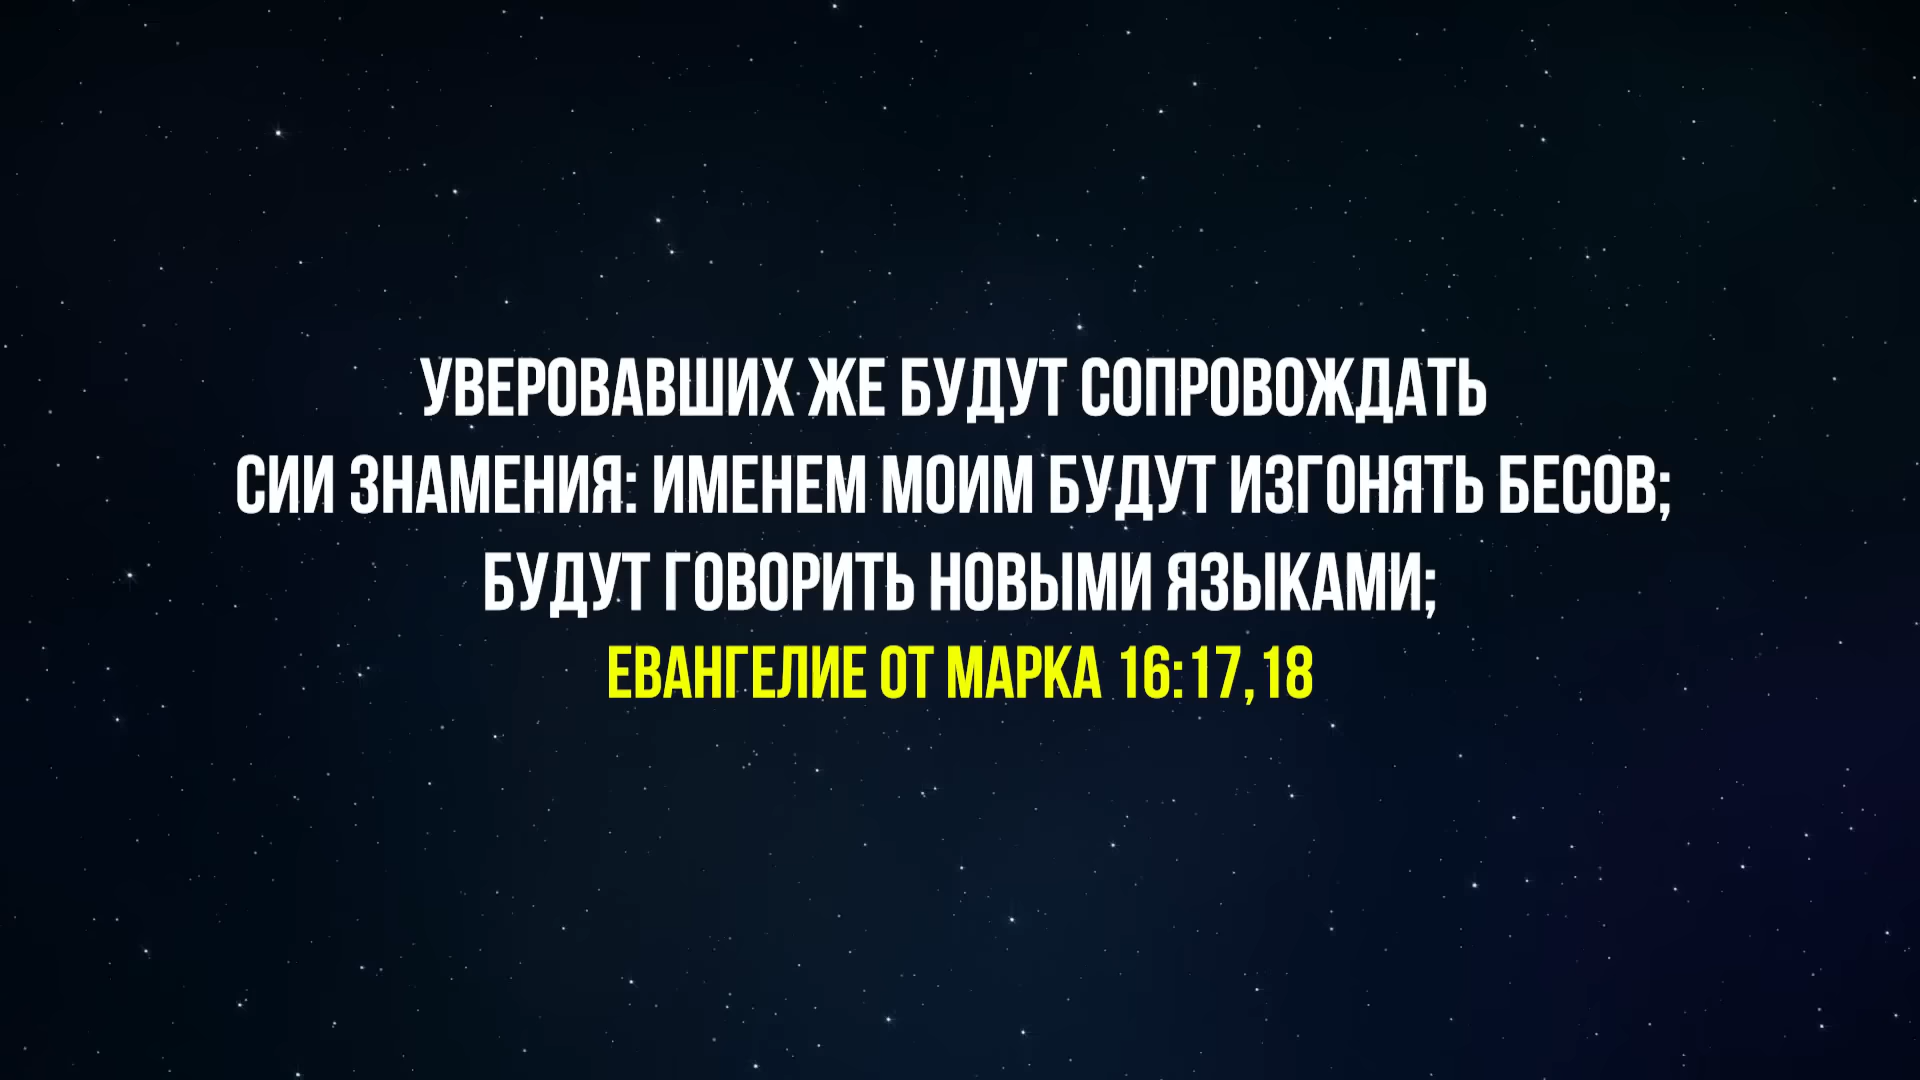 УВЕРОВАВШИХ ЖЕ БУДУТ СОПРОВОЖДАТЬ
СИИ ЗНАМЕНИЯ: ИМЕНЕМ МОИМ БУДУТ ИЗГОНЯТЬ БЕСОВ;
БУДУТ ГОВОРИТЬ НОВЫМИ ЯЗЫКАМИ;
ЕВАНГЕЛИЕ ОТ МАРКА 16:17,18